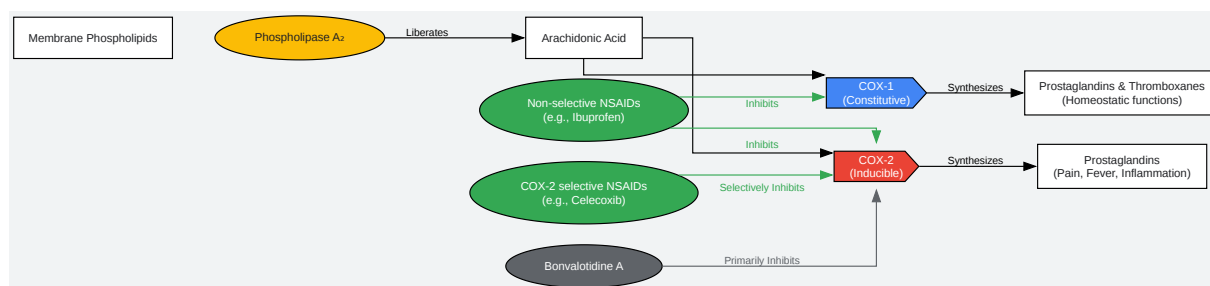 Membrane Phospholipids
Phospholipase A₂
Liberates
Arachidonic Acid
Non-selective NSAIDs
(e.g., Ibuprofen)
Inhibits
Inhibits
COX-1
(Constitutive)
Synthesizes
Prostaglandins & Thromboxanes
(Homeostatic functions)
COX-2 selective NSAIDs
(e.g., Celecoxib)
Selectively Inhibits
COX-2
(Inducible)
Synthesizes
Prostaglandins
(Pain, Fever, Inflammation)
Bonvalotidine A
Primarily Inhibits